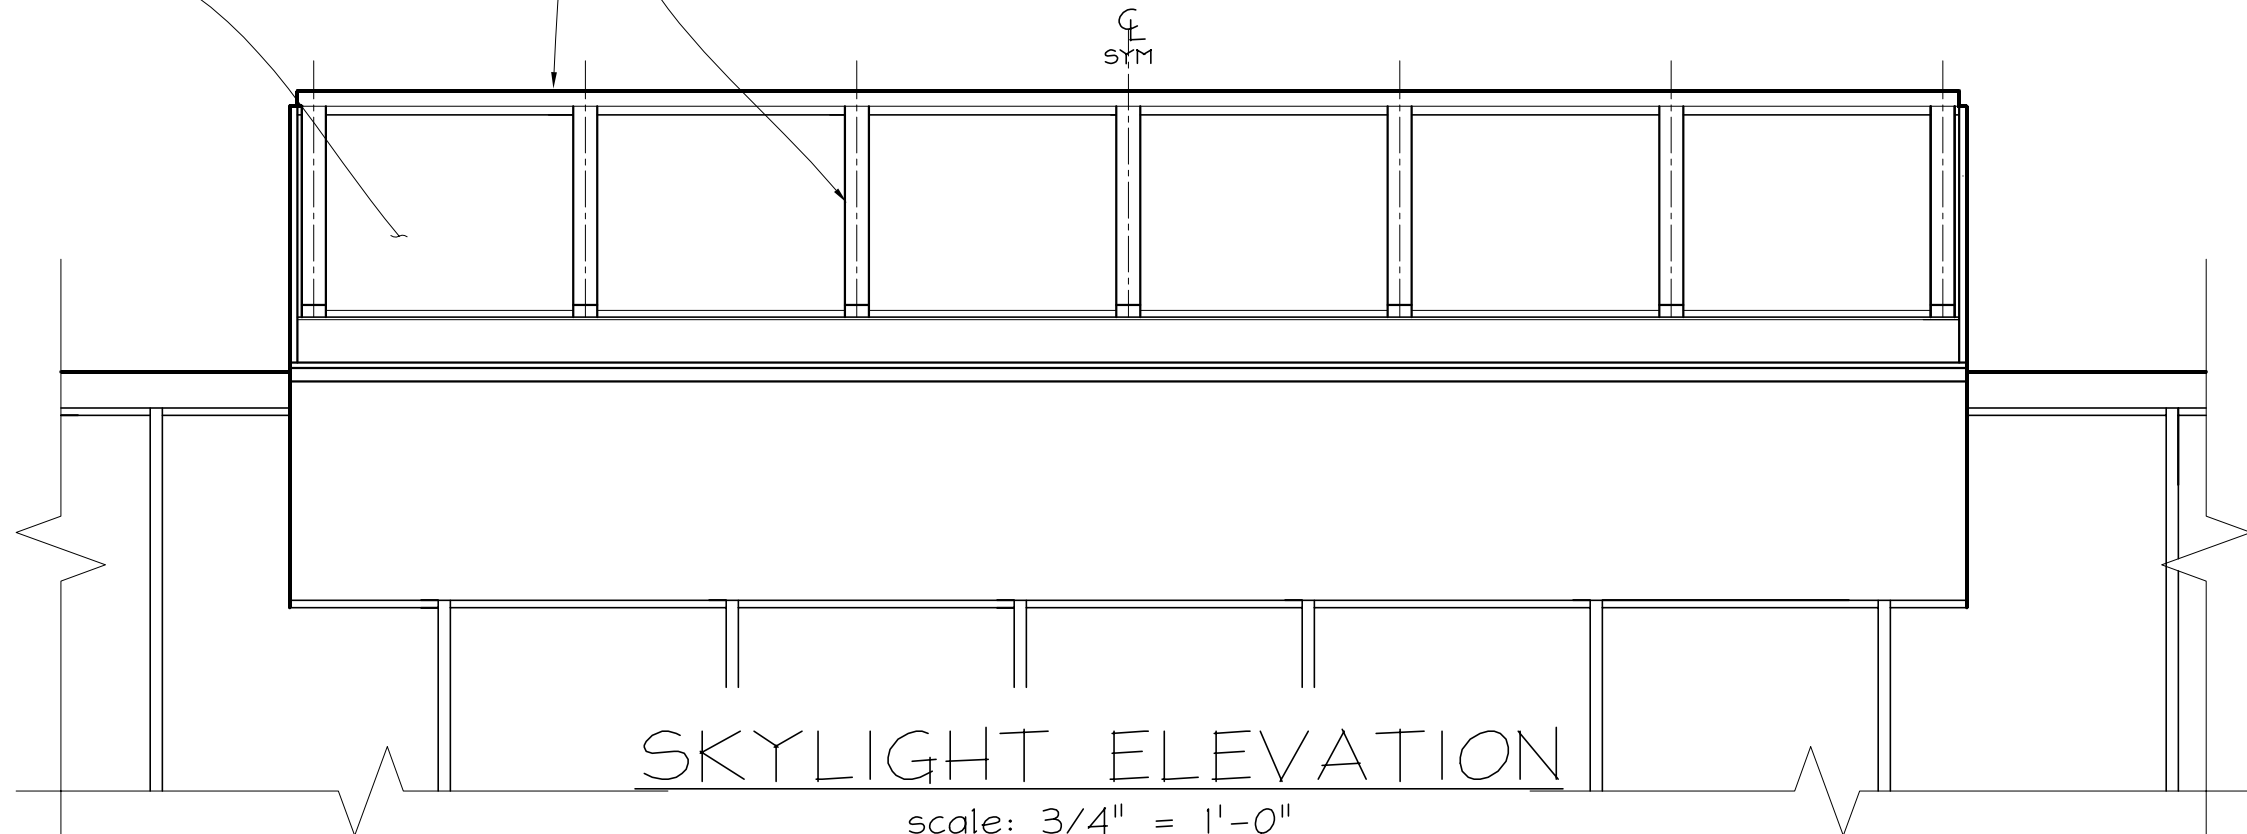 ℄
SYM
SKYLIGHT ELEVATION
scale: 3/4" = 1'-0"